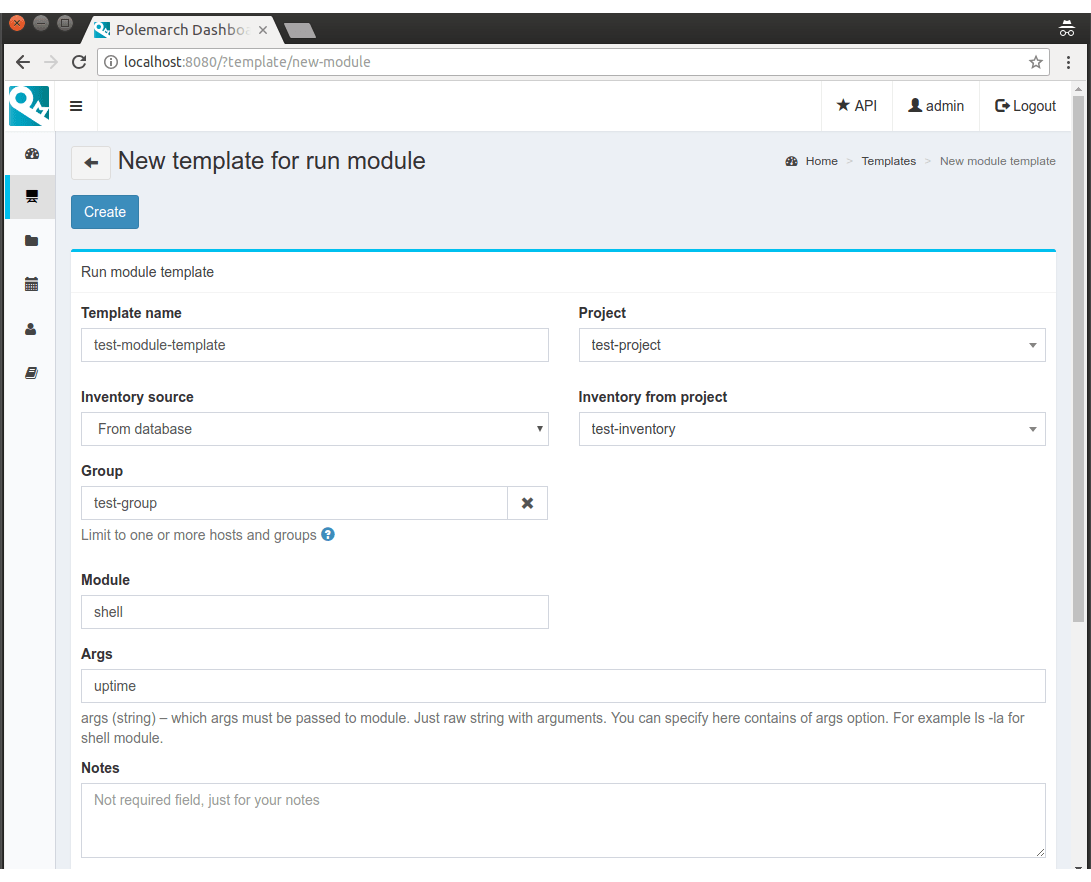 Polemarch Dashboa
localhost:8080/?template/new-module
API
admin
Logout
New template for run module
Home > Templates > New module template
Create
Run module template
Template name
Project
test-module-template
test-project
Inventory source
Inventory from project
From database
test-inventory
Group
test-group
Limit to one or more hosts and groups
Module
shell
Args
uptime
args (string) – which args must be passed to module. Just raw string with arguments. You can specify here contains of args option. For example ls -la for
shell module.
Notes
Not required field, just for your notes